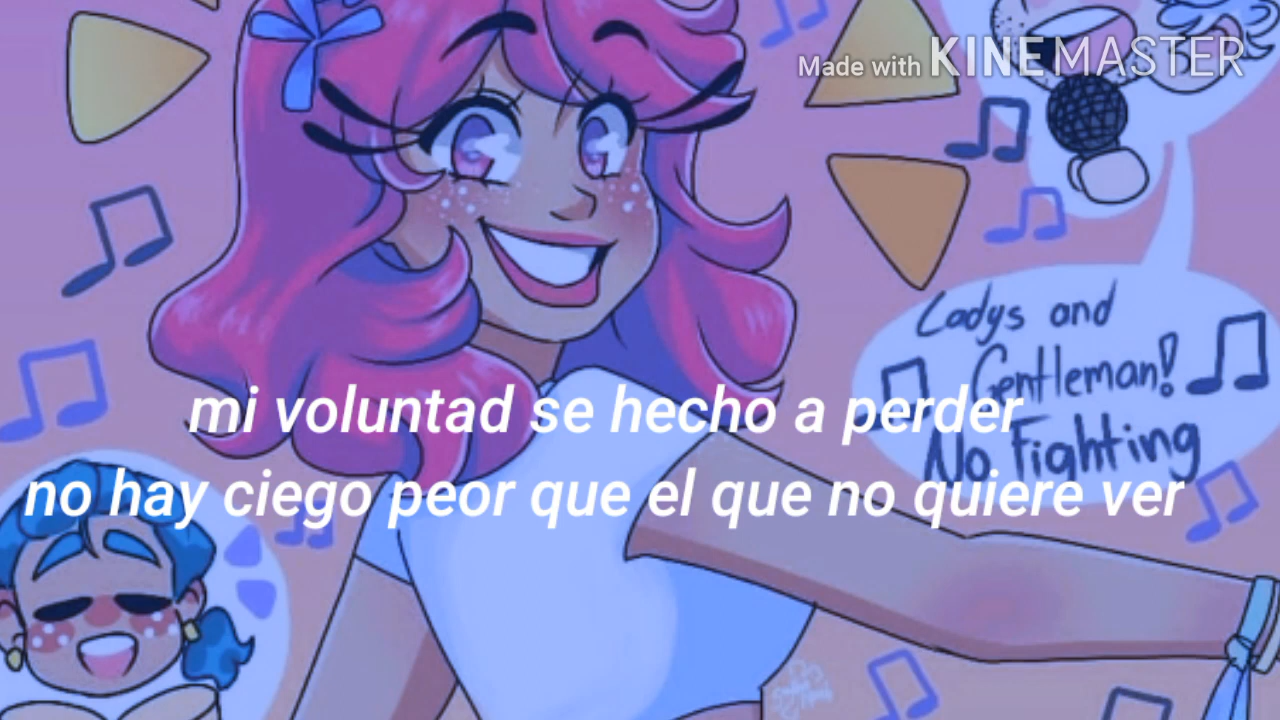 Made with KINEMASTER
Ladys and
Gentleman!
No Fighting
mi voluntad se hecho a perder
no hay ciego peor que el que no quiere ver